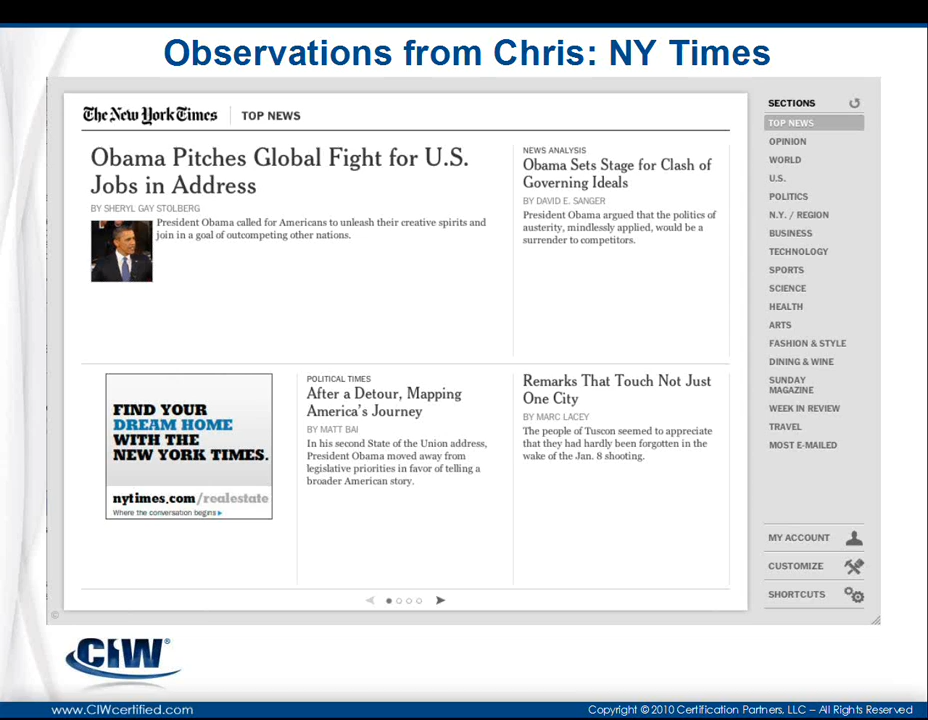 Observations from Chris: NY Times
The New York Times
TOP NEWS
Obama Pitches Global Fight for U.S.
Jobs in Address
BY SHERYL GAY STOLBERG
President Obama called for Americans to unleash their creative spirits and
join in a goal of outcompeting other nations.
NEWS ANALYSIS
Obama Sets Stage for Clash of
Governing Ideals
BY DAVID E. SANGER
President Obama argued that the politics of
austerity, mindlessly applied, would be a
surrender to competitors.
FIND YOUR
DREAM HOME
WITH THE
NEW YORK TIMES.
nytimes.com/realestate
Where the conversation begins
POLITICAL TIMES
After a Detour, Mapping
America's Journey
BY MATT BAI
In his second State of the Union address,
President Obama moved away from
legislative priorities in favor of telling a
broader American story.
Remarks That Touch Not Just
One City
BY MARC LACEY
The people of Tuscon seemed to appreciate
that they had hardly been forgotten in the
wake of the Jan. 8 shooting.
SECTIONS
TOP NEWS
OPINION
WORLD
U.S.
POLITICS
N.Y. / REGION
BUSINESS
TECHNOLOGY
SPORTS
SCIENCE
HEALTH
ARTS
FASHION & STYLE
DINING & WINE
SUNDAY
MAGAZINE
WEEK IN REVIEW
TRAVEL
MOST E-MAILED
MY ACCOUNT
CUSTOMIZE
SHORTCUTS
©
CIW®
www.CIWcertified.com
Copyright © 2010 Certification Partners, LLC – All Rights Reserved